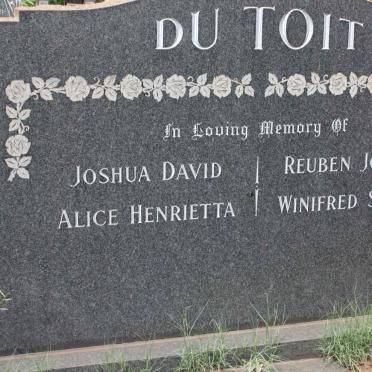 DU TOIT
In Loving Memory Of
JOSHUA DAVID
ALICE HENRIETTA
REUBEN
WINIFRED